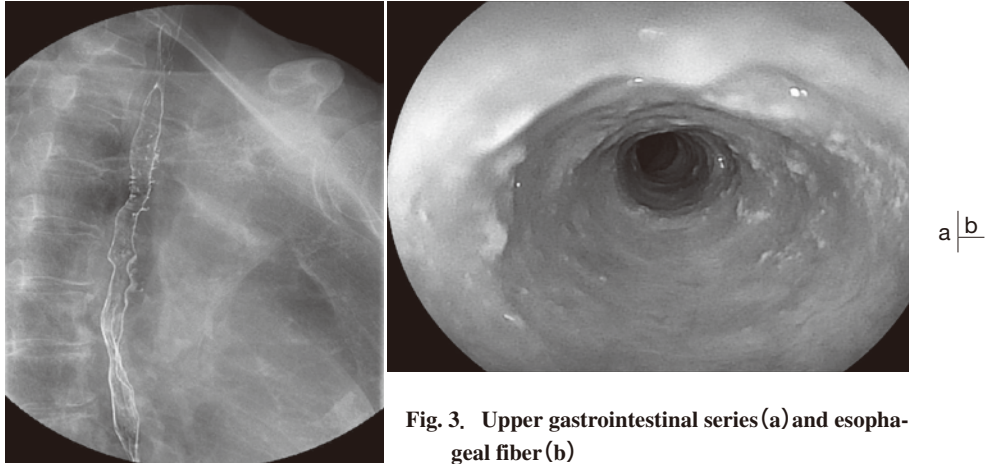 a b
Fig. 3. Upper gastrointestinal series(a)and esopha-
geal fiber(b)